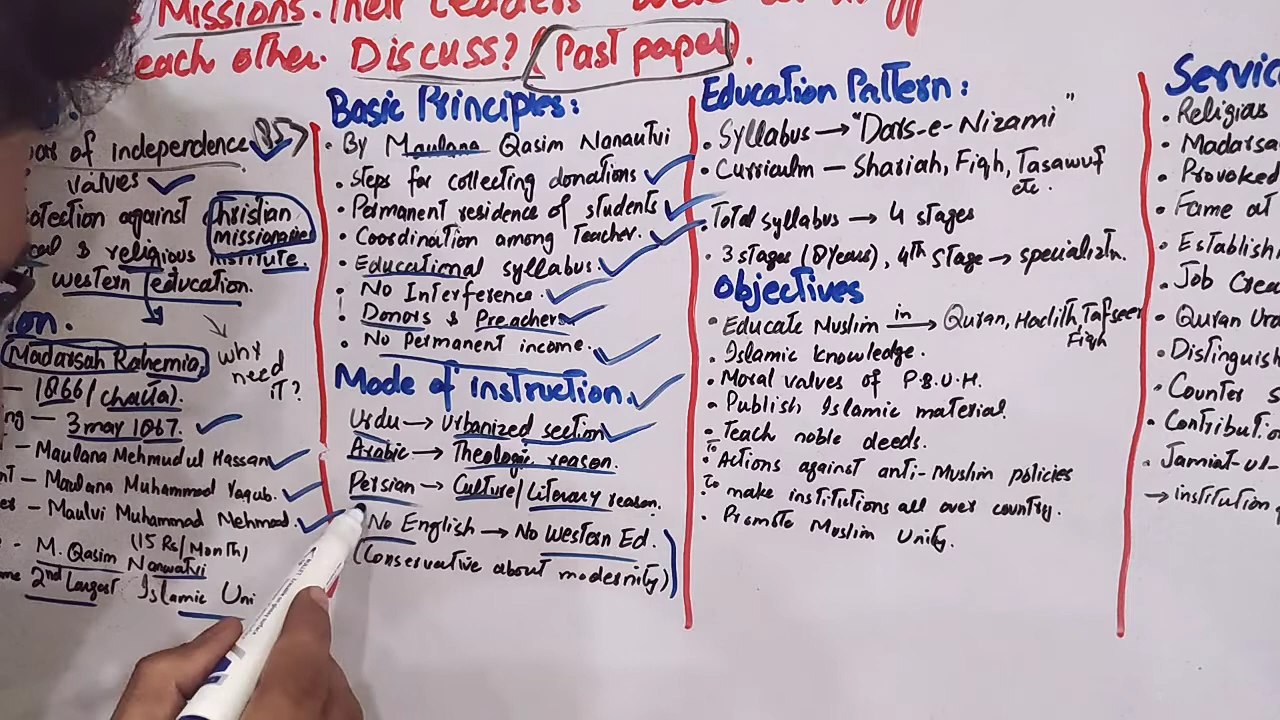 Missions. Their Leaders
each other. Discuss? (Past paper).
of independence 1857
values
against Christian
missionaries
& religious institute.
western education.
Madarsah Rahemia,
why
need
it?
1866/ chatta).
3 may 1867.
- Maulana Mehmudul Hassan
- Maulana Muhammad Yaqub.
- Maulvi Muhammad Mehmod.
- M. Qasim Nanwatvi (15 Rs/Month)
2nd Largest Islamic Uni
Basic Principles:
• By Maulana Qasim Nanautvi
• Steps for collecting donations
• Permanent residence of students
• Coordination among Teacher.
• Educational syllabus.
• No Interference.
! Donors & Preachers
• No Permanent income.
Mode of instruction.
Urdu → Urbanized section
Arabic → Theologic reason.
Persian → Culture/Literary reason.
No English → No Western Ed.
(Conservative about modernity)
Education Pattern:
• Syllabus → "Dars-e-Nizami"
• Curriculm — Shariah, Fiqh, Tasawuf
etc.
• Total syllabus → 4 stages
• 3 stages (8 Years), 4th stage → specializtn.
Objectives
• Educate Muslim in → Quran, Hadith, Tafseer
Fiqh
• Islamic knowledge.
• Moral values of P.B.U.H.
• Publish Islamic material.
• Teach noble deeds.
To Actions against anti-Muslim policies
To make institutions all over country.
• Promote Muslim Unity.
• Religious
• Madarsa
• Provoked
• Fame at
• Establish
• Job Crea
• Quran Ura
• Distinguish
• Counter s
• Contributio
• Jamiat-ul-
→ institution